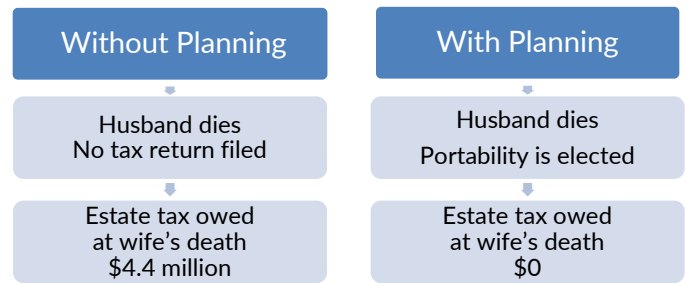 Without Planning
Husband dies
No tax return filed
Estate tax owed
at wife’s death
$4.4 million
With Planning
Husband dies
Portability is elected
Estate tax owed
at wife’s death
$0